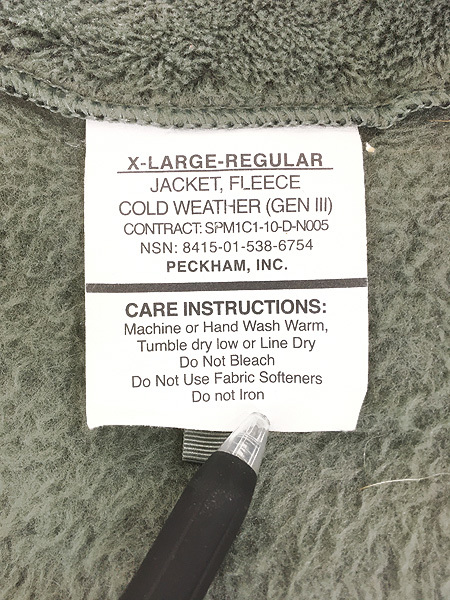 X-LARGE-REGULAR
JACKET, FLEECE
COLD WEATHER (GEN III)
CONTRACT: SPM1C1-10-D-N005
NSN: 8415-01-538-6754
PECKHAM, INC.
CARE INSTRUCTIONS:
Machine or Hand Wash Warm,
Tumble dry low or Line Dry
Do Not Bleach
Do Not Use Fabric Softeners
Do not Iron